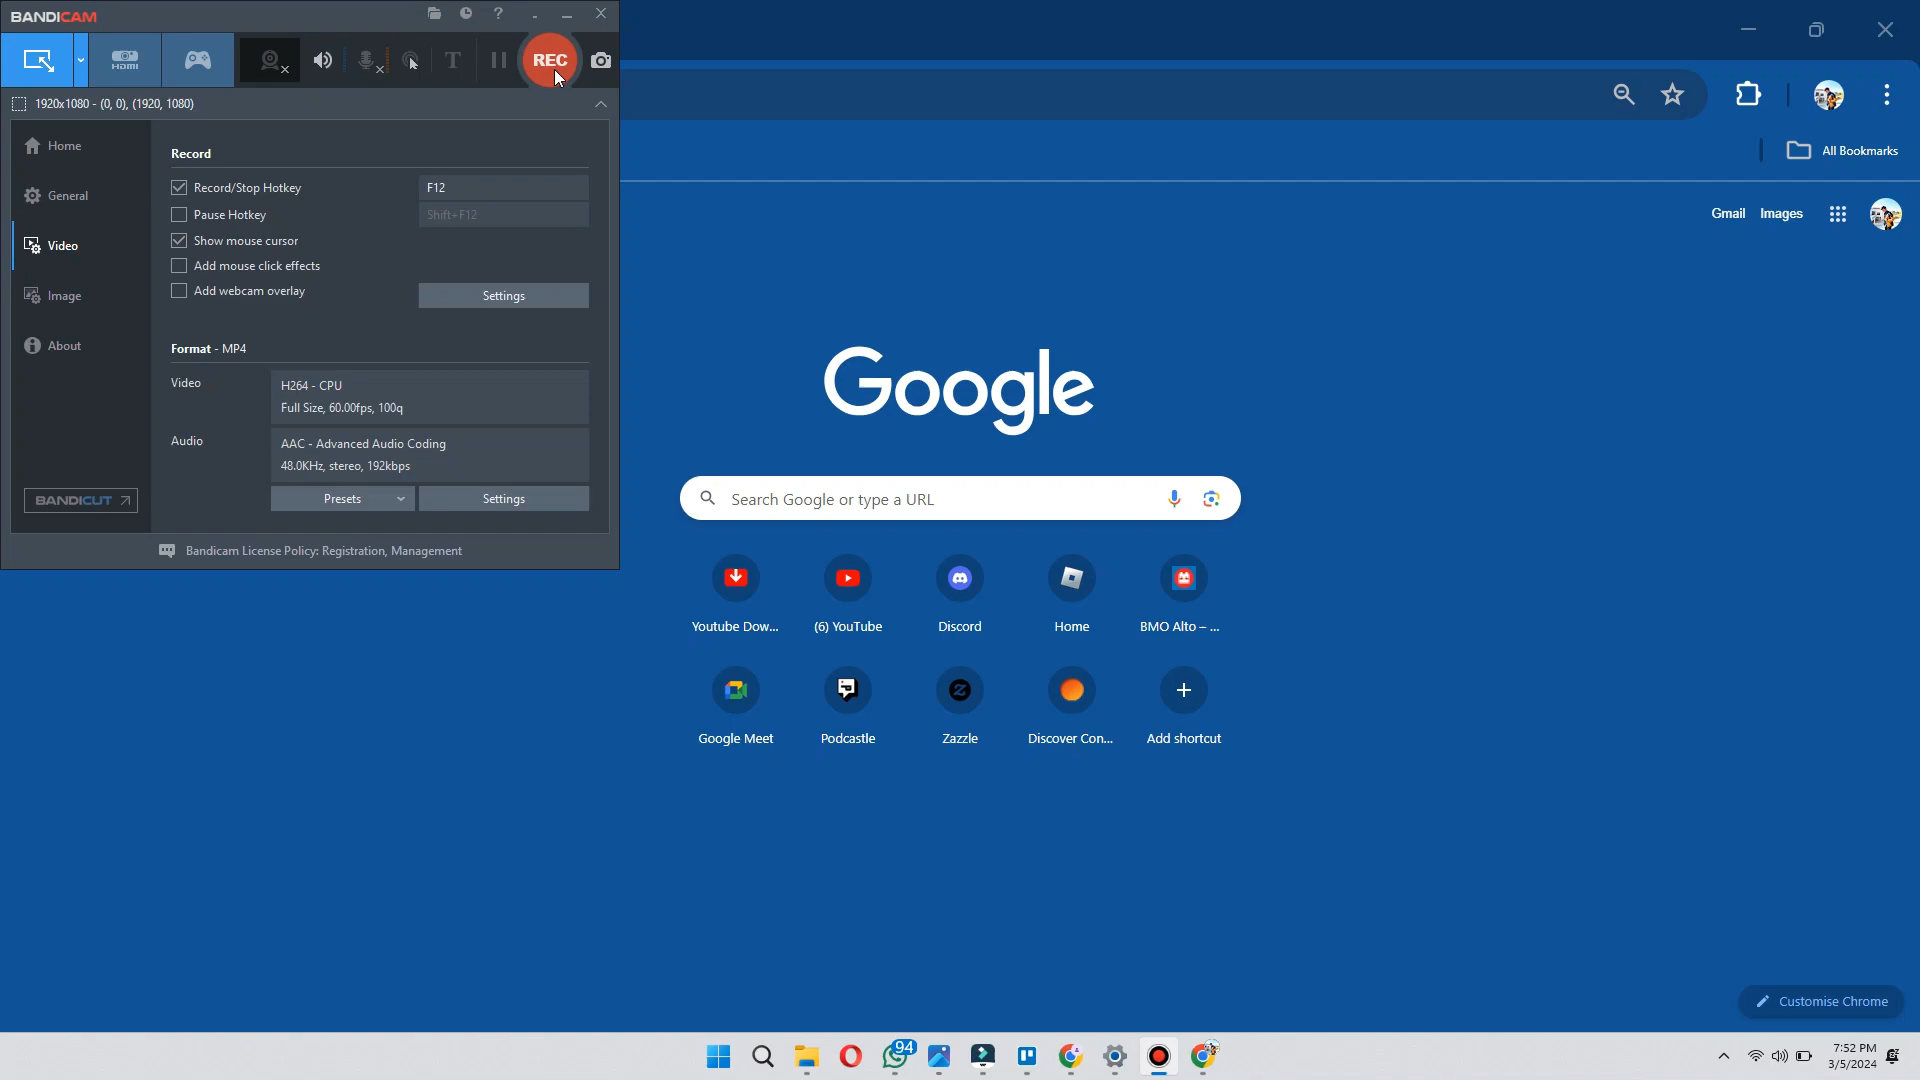 BANDICAM
?
HDMI
T
REC
1920x1080 - (0, 0), (1920, 1080)
Home
General
Video
Image
About
BANDICUT
Record
Record/Stop Hotkey
F12
Pause Hotkey
Shift+F12
Show mouse cursor
Add mouse click effects
Add webcam overlay
Settings
Format - MP4
Video
H264 - CPU
Full Size, 60.00fps, 100q
Audio
AAC - Advanced Audio Coding
48.0KHz, stereo, 192kbps
Presets
Settings
Bandicam License Policy: Registration, Management
All Bookmarks
Gmail
Images
Google
Search Google or type a URL
Youtube Dow...
(6) YouTube
Discord
Home
BMO Alto – ...
Google Meet
Podcastle
Zazzle
Discover Con...
Add shortcut
Customise Chrome
94
7:52 PM
3/5/2024